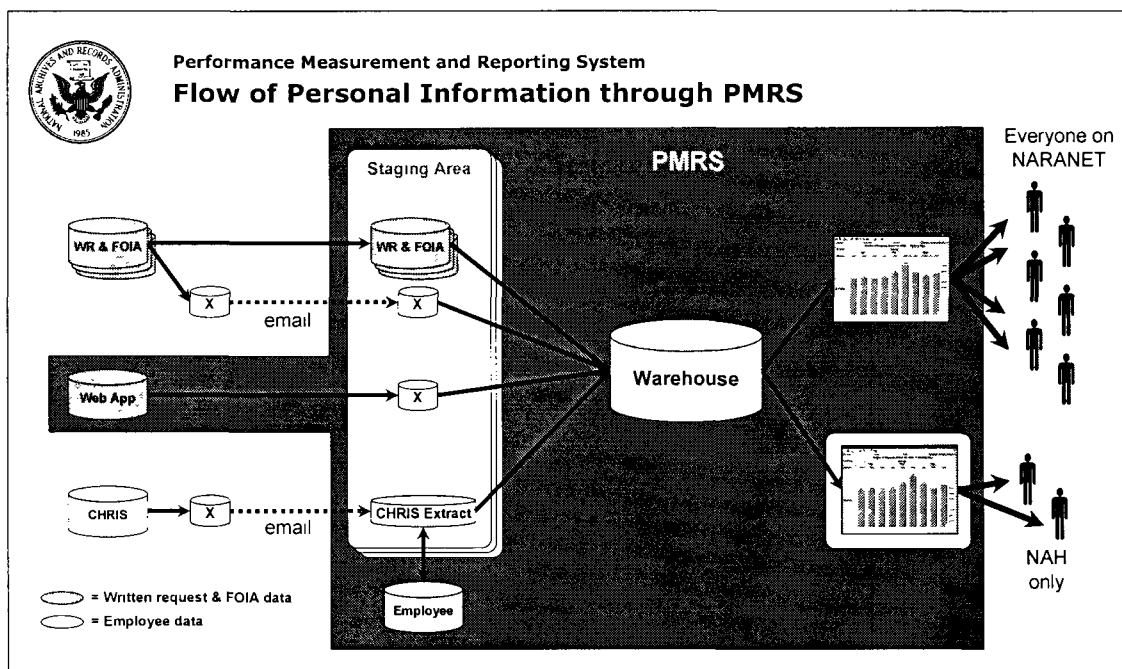 NATIONAL ARCHIVES AND RECORDS ADMINISTRATION
1985
Performance Measurement and Reporting System
Flow of Personal Information through PMRS
Staging Area
PMRS
Everyone on
NARANET
WR & FOIA
WR & FOIA
X
email
X
Web App
X
Warehouse
CHRIS
X
email
CHRIS Extract
Employee
NAH
only
= Written request & FOIA data
= Employee data